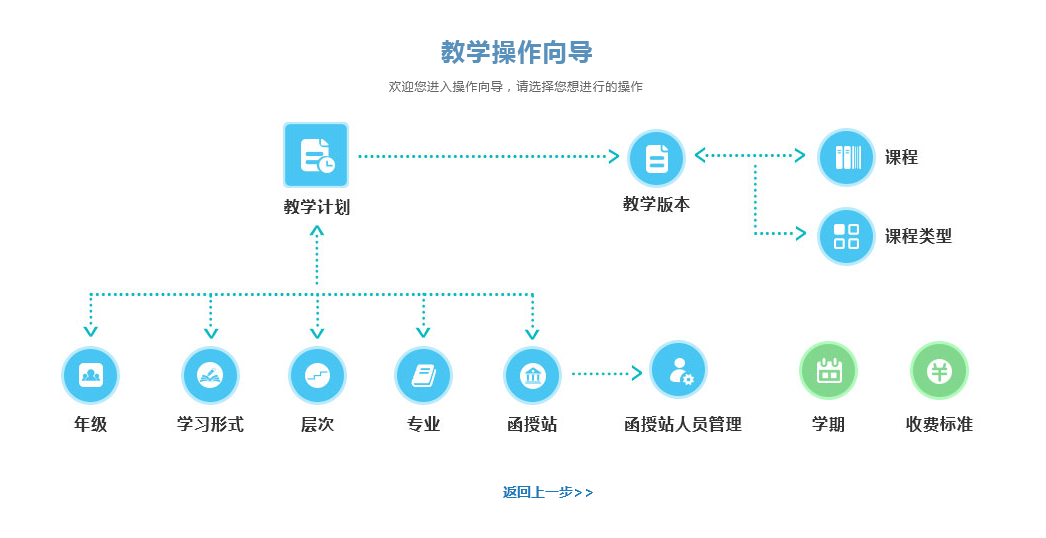 教学操作向导
欢迎您进入操作向导，请选择您想进行的操作
教学计划
教学版本
课程
课程类型
年级
学习形式
层次
专业
函授站
函授站人员管理
学期
收费标准
返回上一步>>